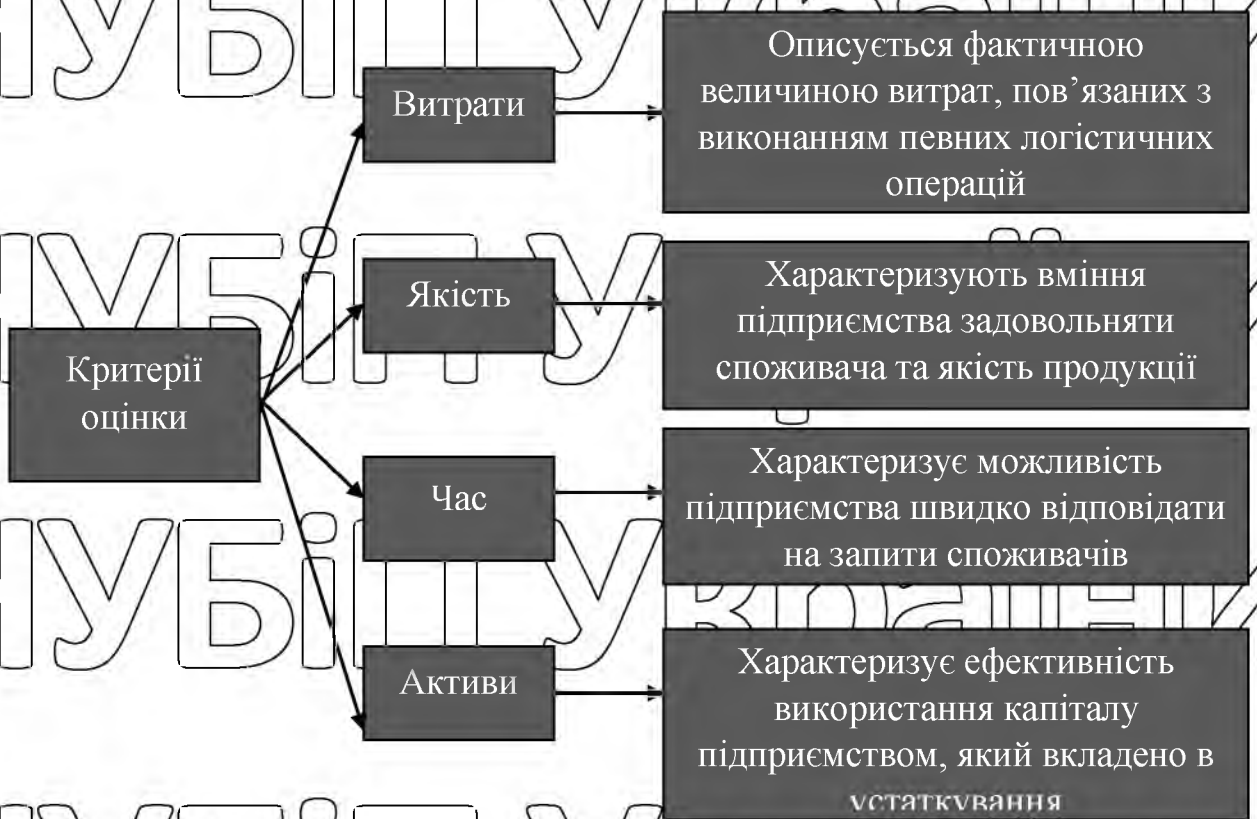 Критерії
оцінки
Витрати
Описується фактичною
величиною витрат, пов’язаних з
виконанням певних логістичних
операцій
Якість
Характеризують вміння
підприємства задовольняти
споживача та якість продукції
Час
Характеризує можливість
підприємства швидко відповідати
на запити споживачів
Активи
Характеризує ефективність
використання капіталу
підприємством, який вкладено в
устаткування